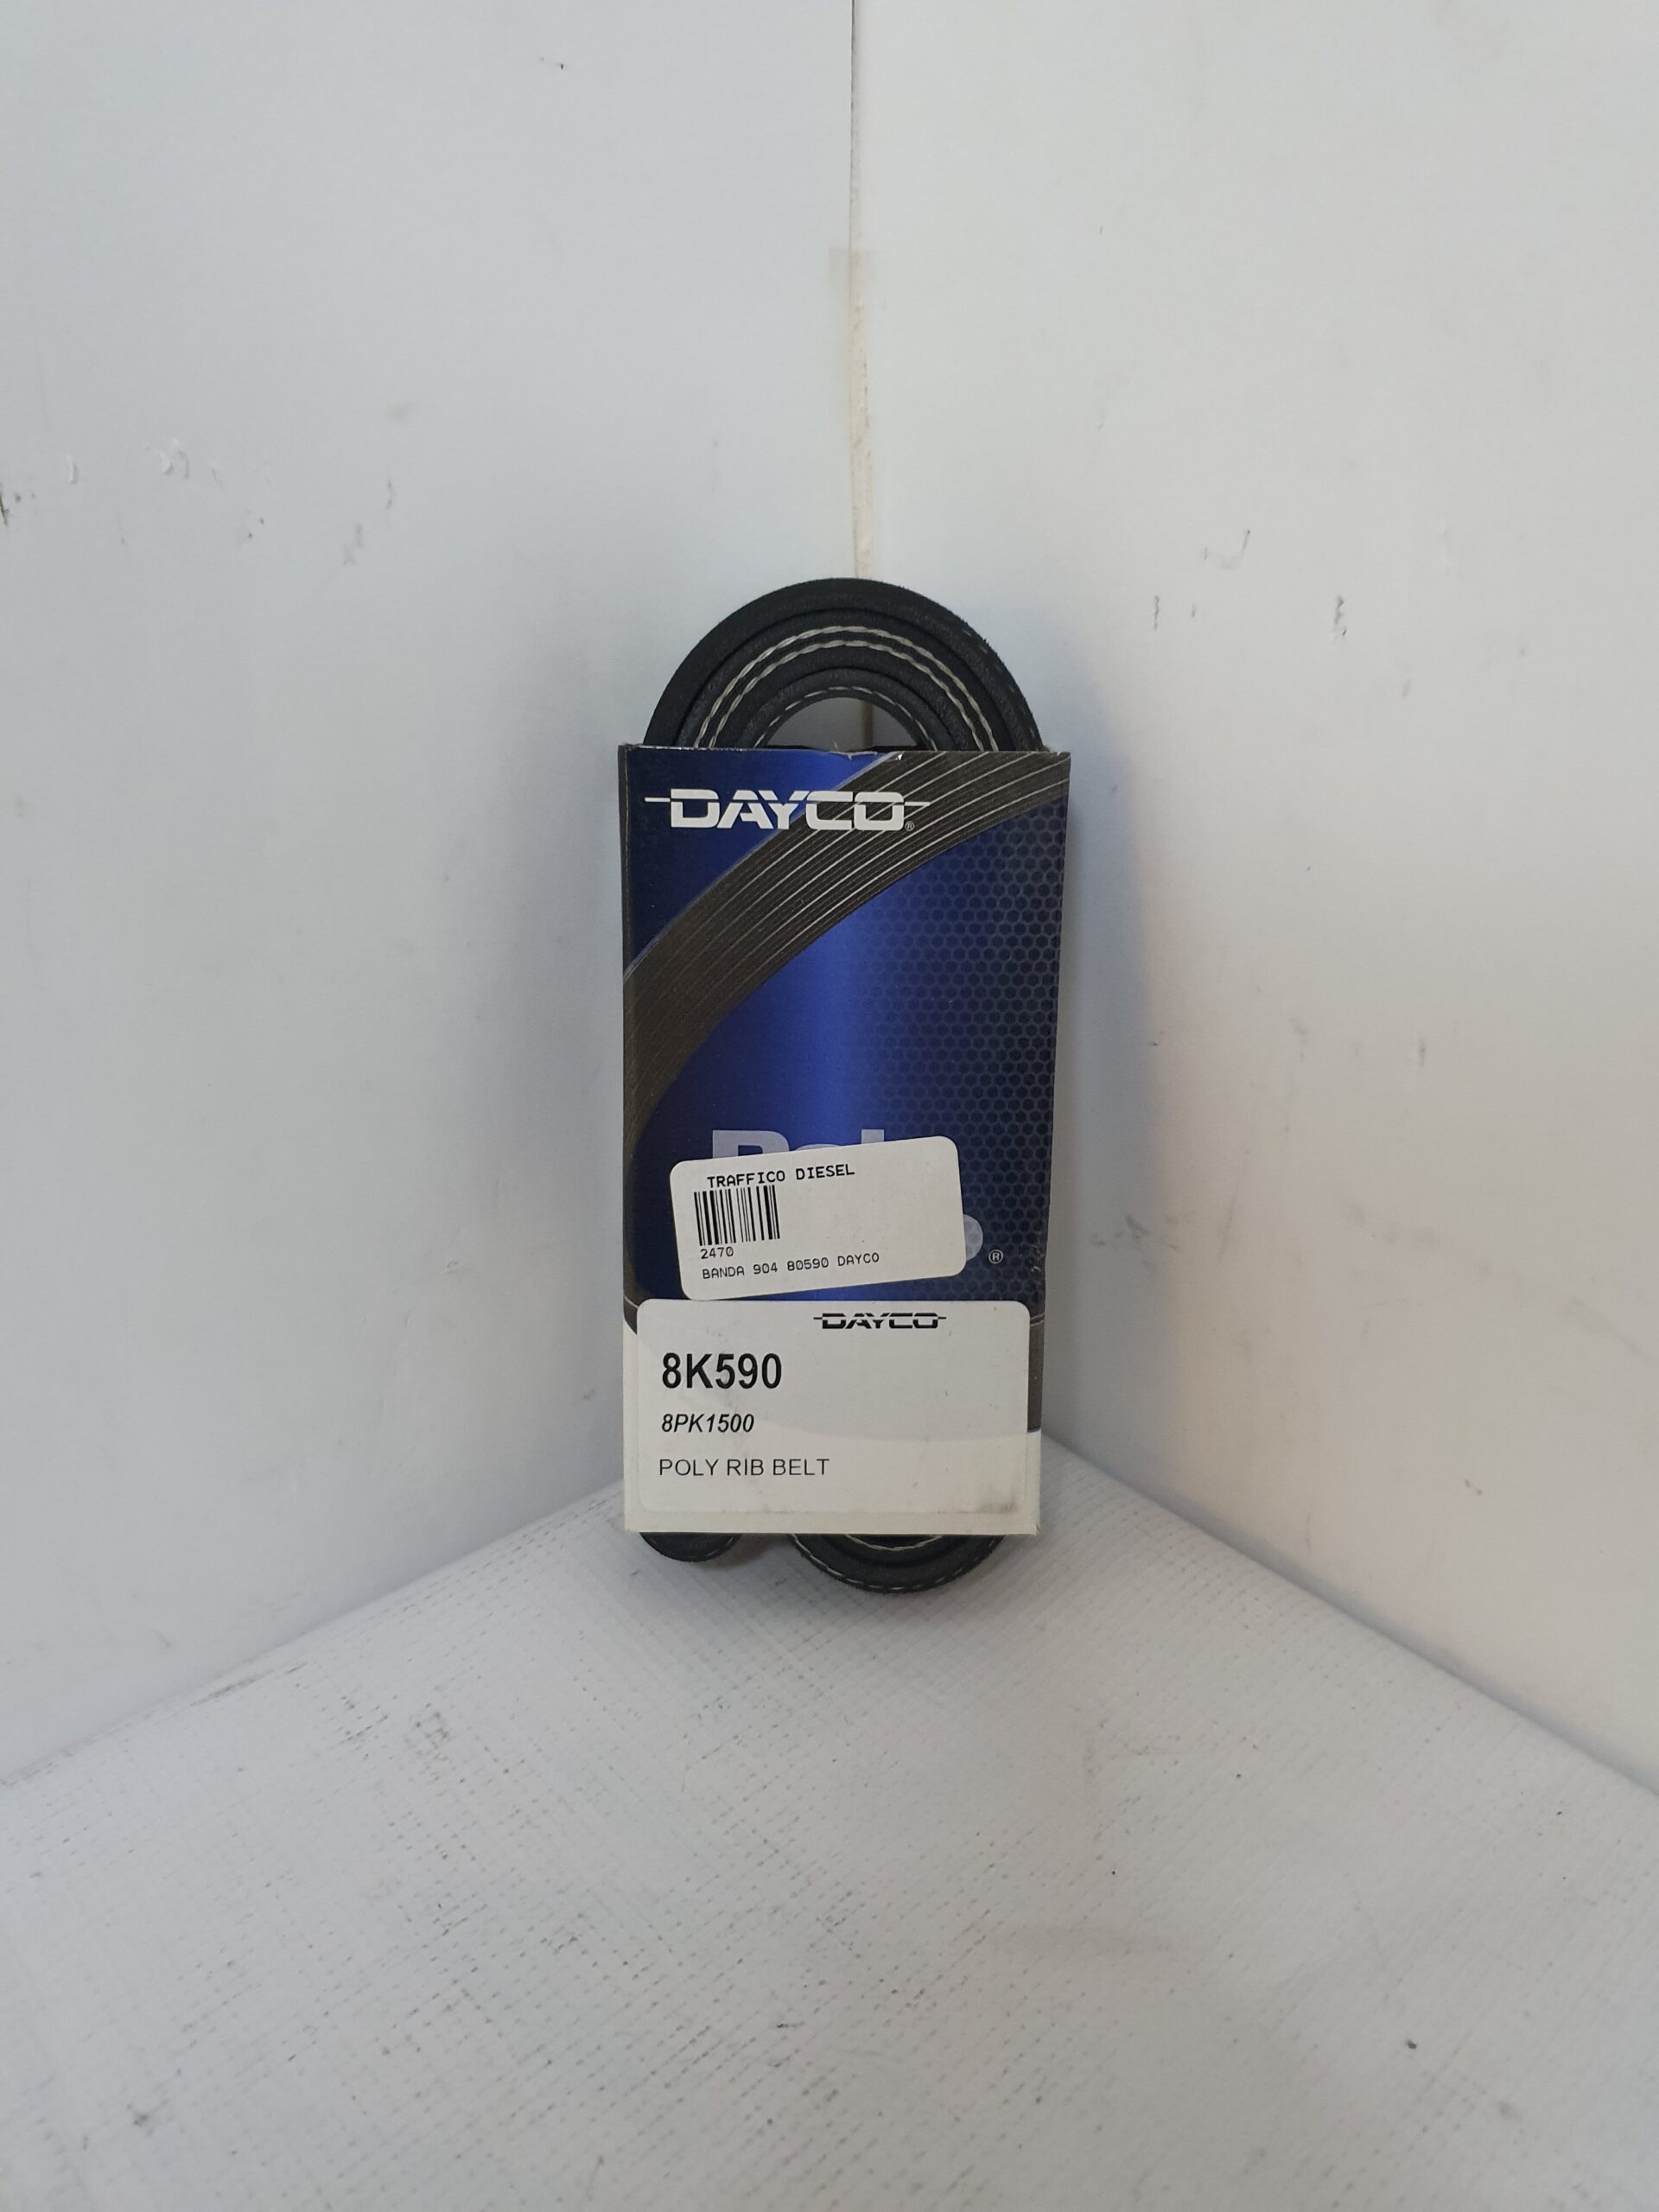 DAYCO®
TRAFFICO DIESEL
2470
BANDA 904 80590 DAYCO
®
DAYCO
8K590
8PK1500
POLY RIB BELT